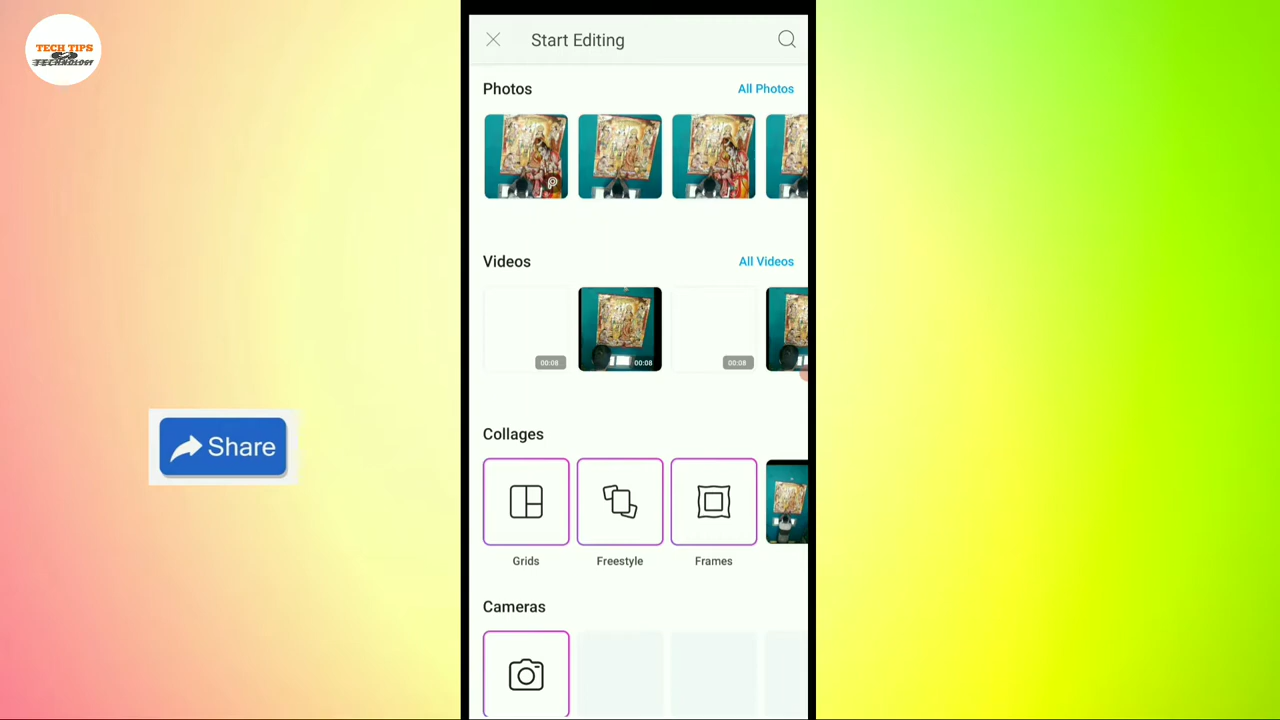 TECH TIPS
TECHNOLOGY
Start Editing
Photos
All Photos
Videos
All Videos
00:08
00:08
00:08
Share
Collages
Grids
Freestyle
Frames
Cameras